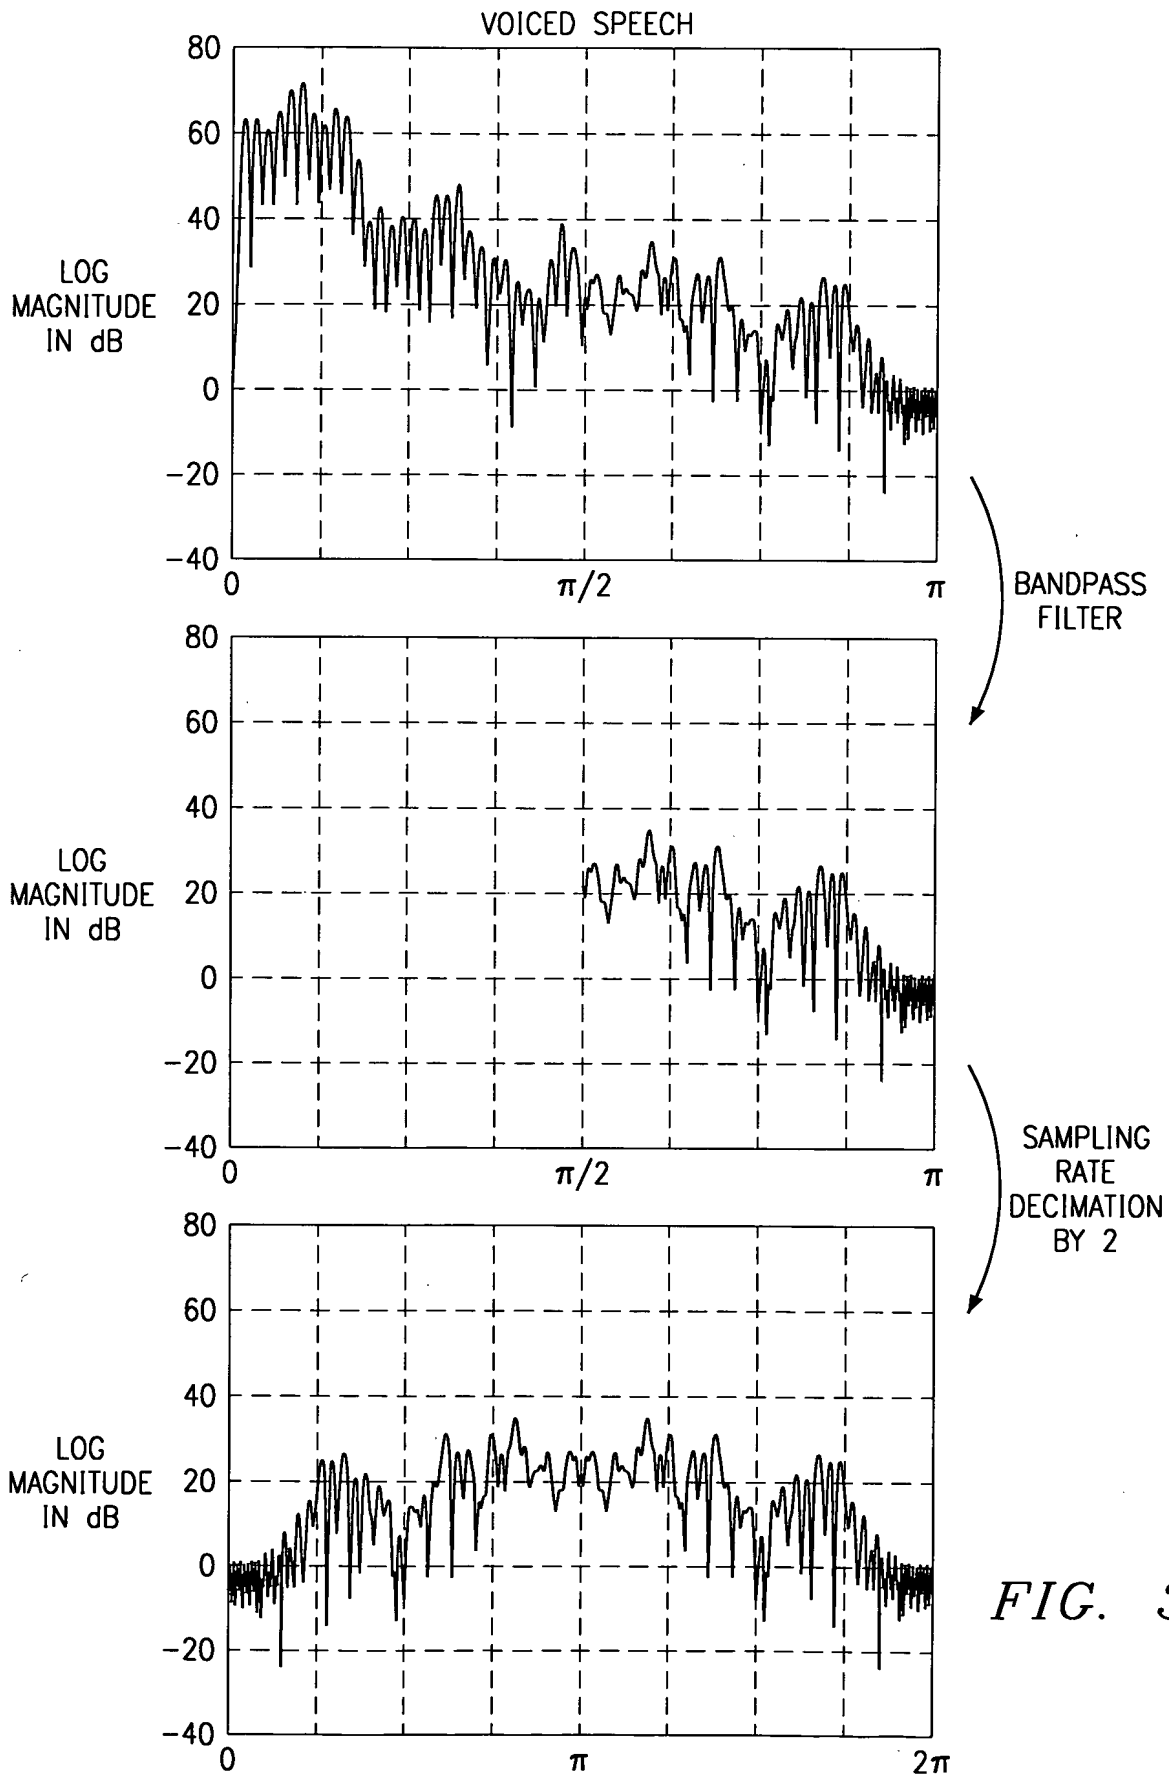 VOICED SPEECH
80
60
40
20
0
-20
-40
LOG
MAGNITUDE
IN dB
0
π/2
π
BANDPASS
FILTER
80
60
40
20
0
-20
-40
LOG
MAGNITUDE
IN dB
0
π/2
π
SAMPLING
RATE
DECIMATION
BY 2
80
60
40
20
0
-20
-40
LOG
MAGNITUDE
IN dB
0
π
2π
FIG.